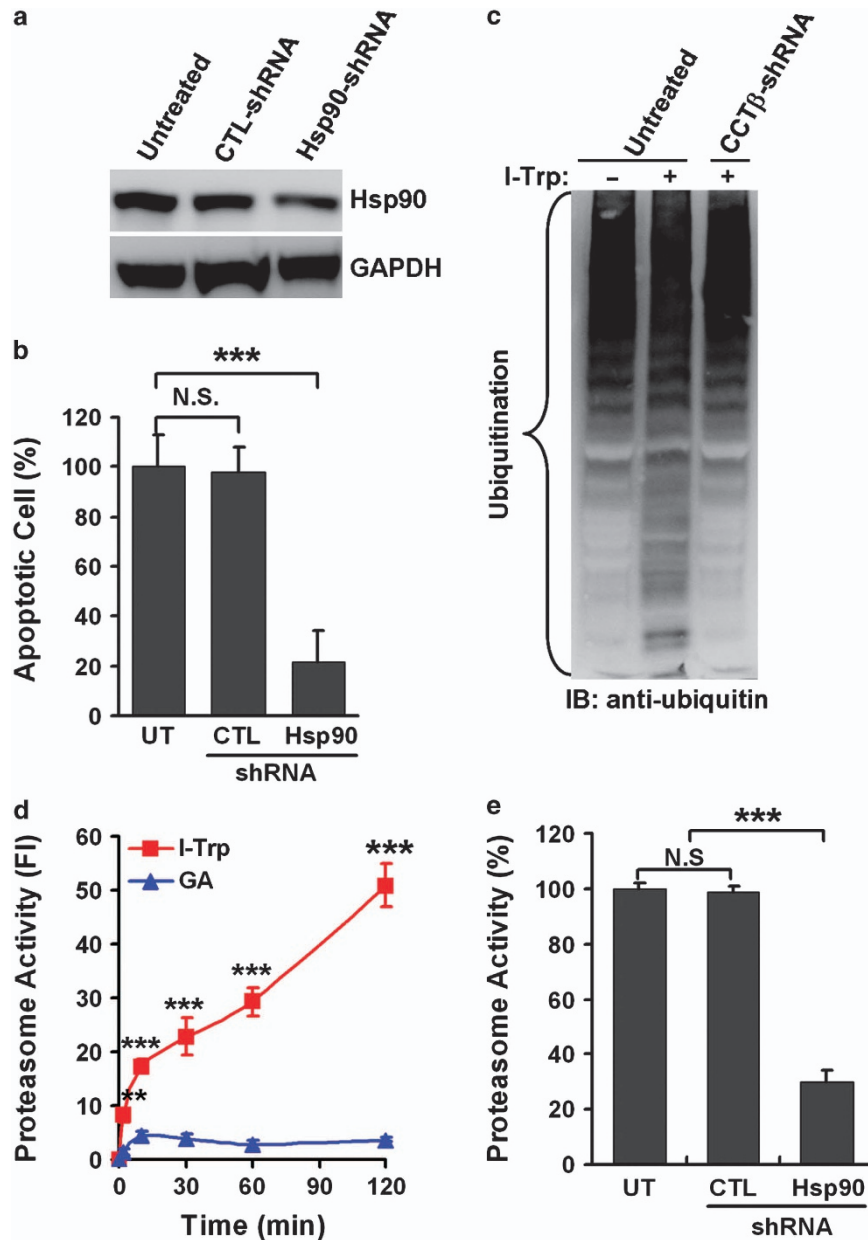 a
Untreated
CTL-shRNA
Hsp90-shRNA
Hsp90
GAPDH
b
***
N.S.
Apoptotic Cell (%)
120
100
80
60
40
20
0
UT CTL Hsp90
shRNA
c
Untreated
CCTβ-shRNA
I-Trp: – + +
Ubiquitination
IB: anti-ubiquitin
d
Proteasome Activity (FI)
60
50
40
30
20
10
0
I-Trp
GA
**
***
***
***
***
0 30 60 90 120
Time (min)
e
***
N.S
Proteasome Activity (%)
120
100
80
60
40
20
0
UT CTL Hsp90
shRNA